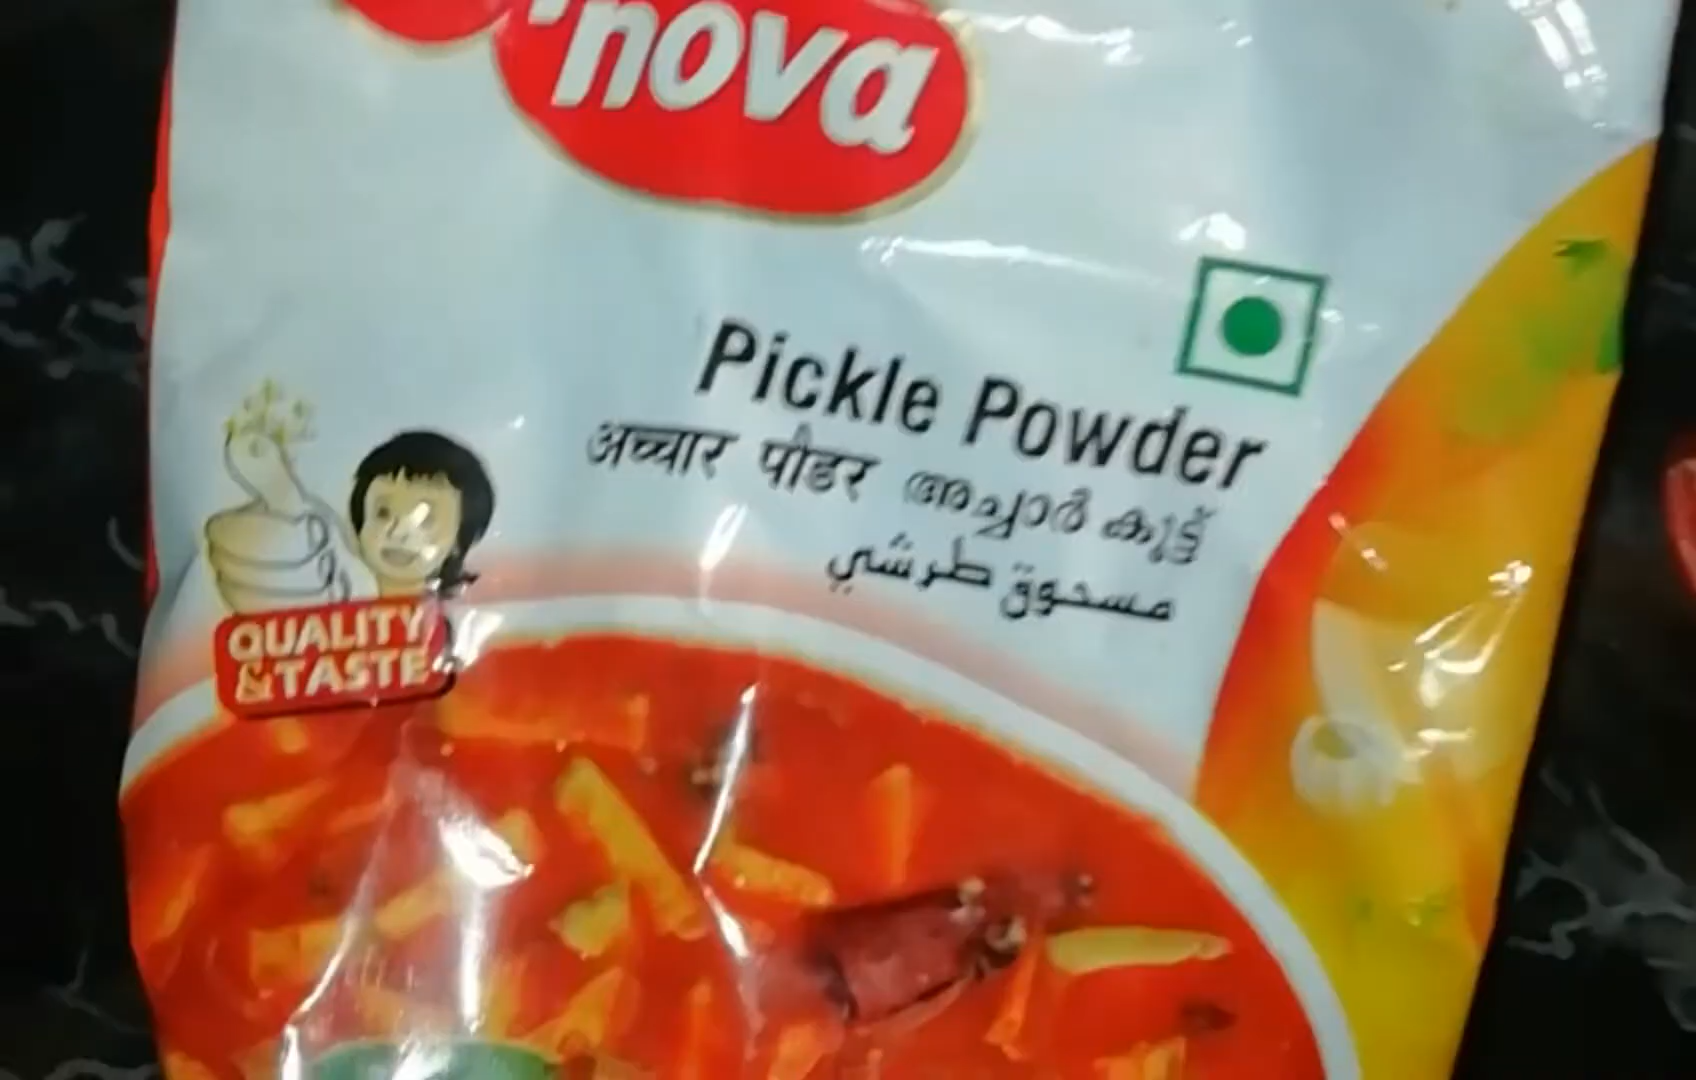 nova
Pickle Powder
अच्चार पौडर അച്ചാർ കൂട്ട്
مسحوق طرشي
QUALITY
&TASTE